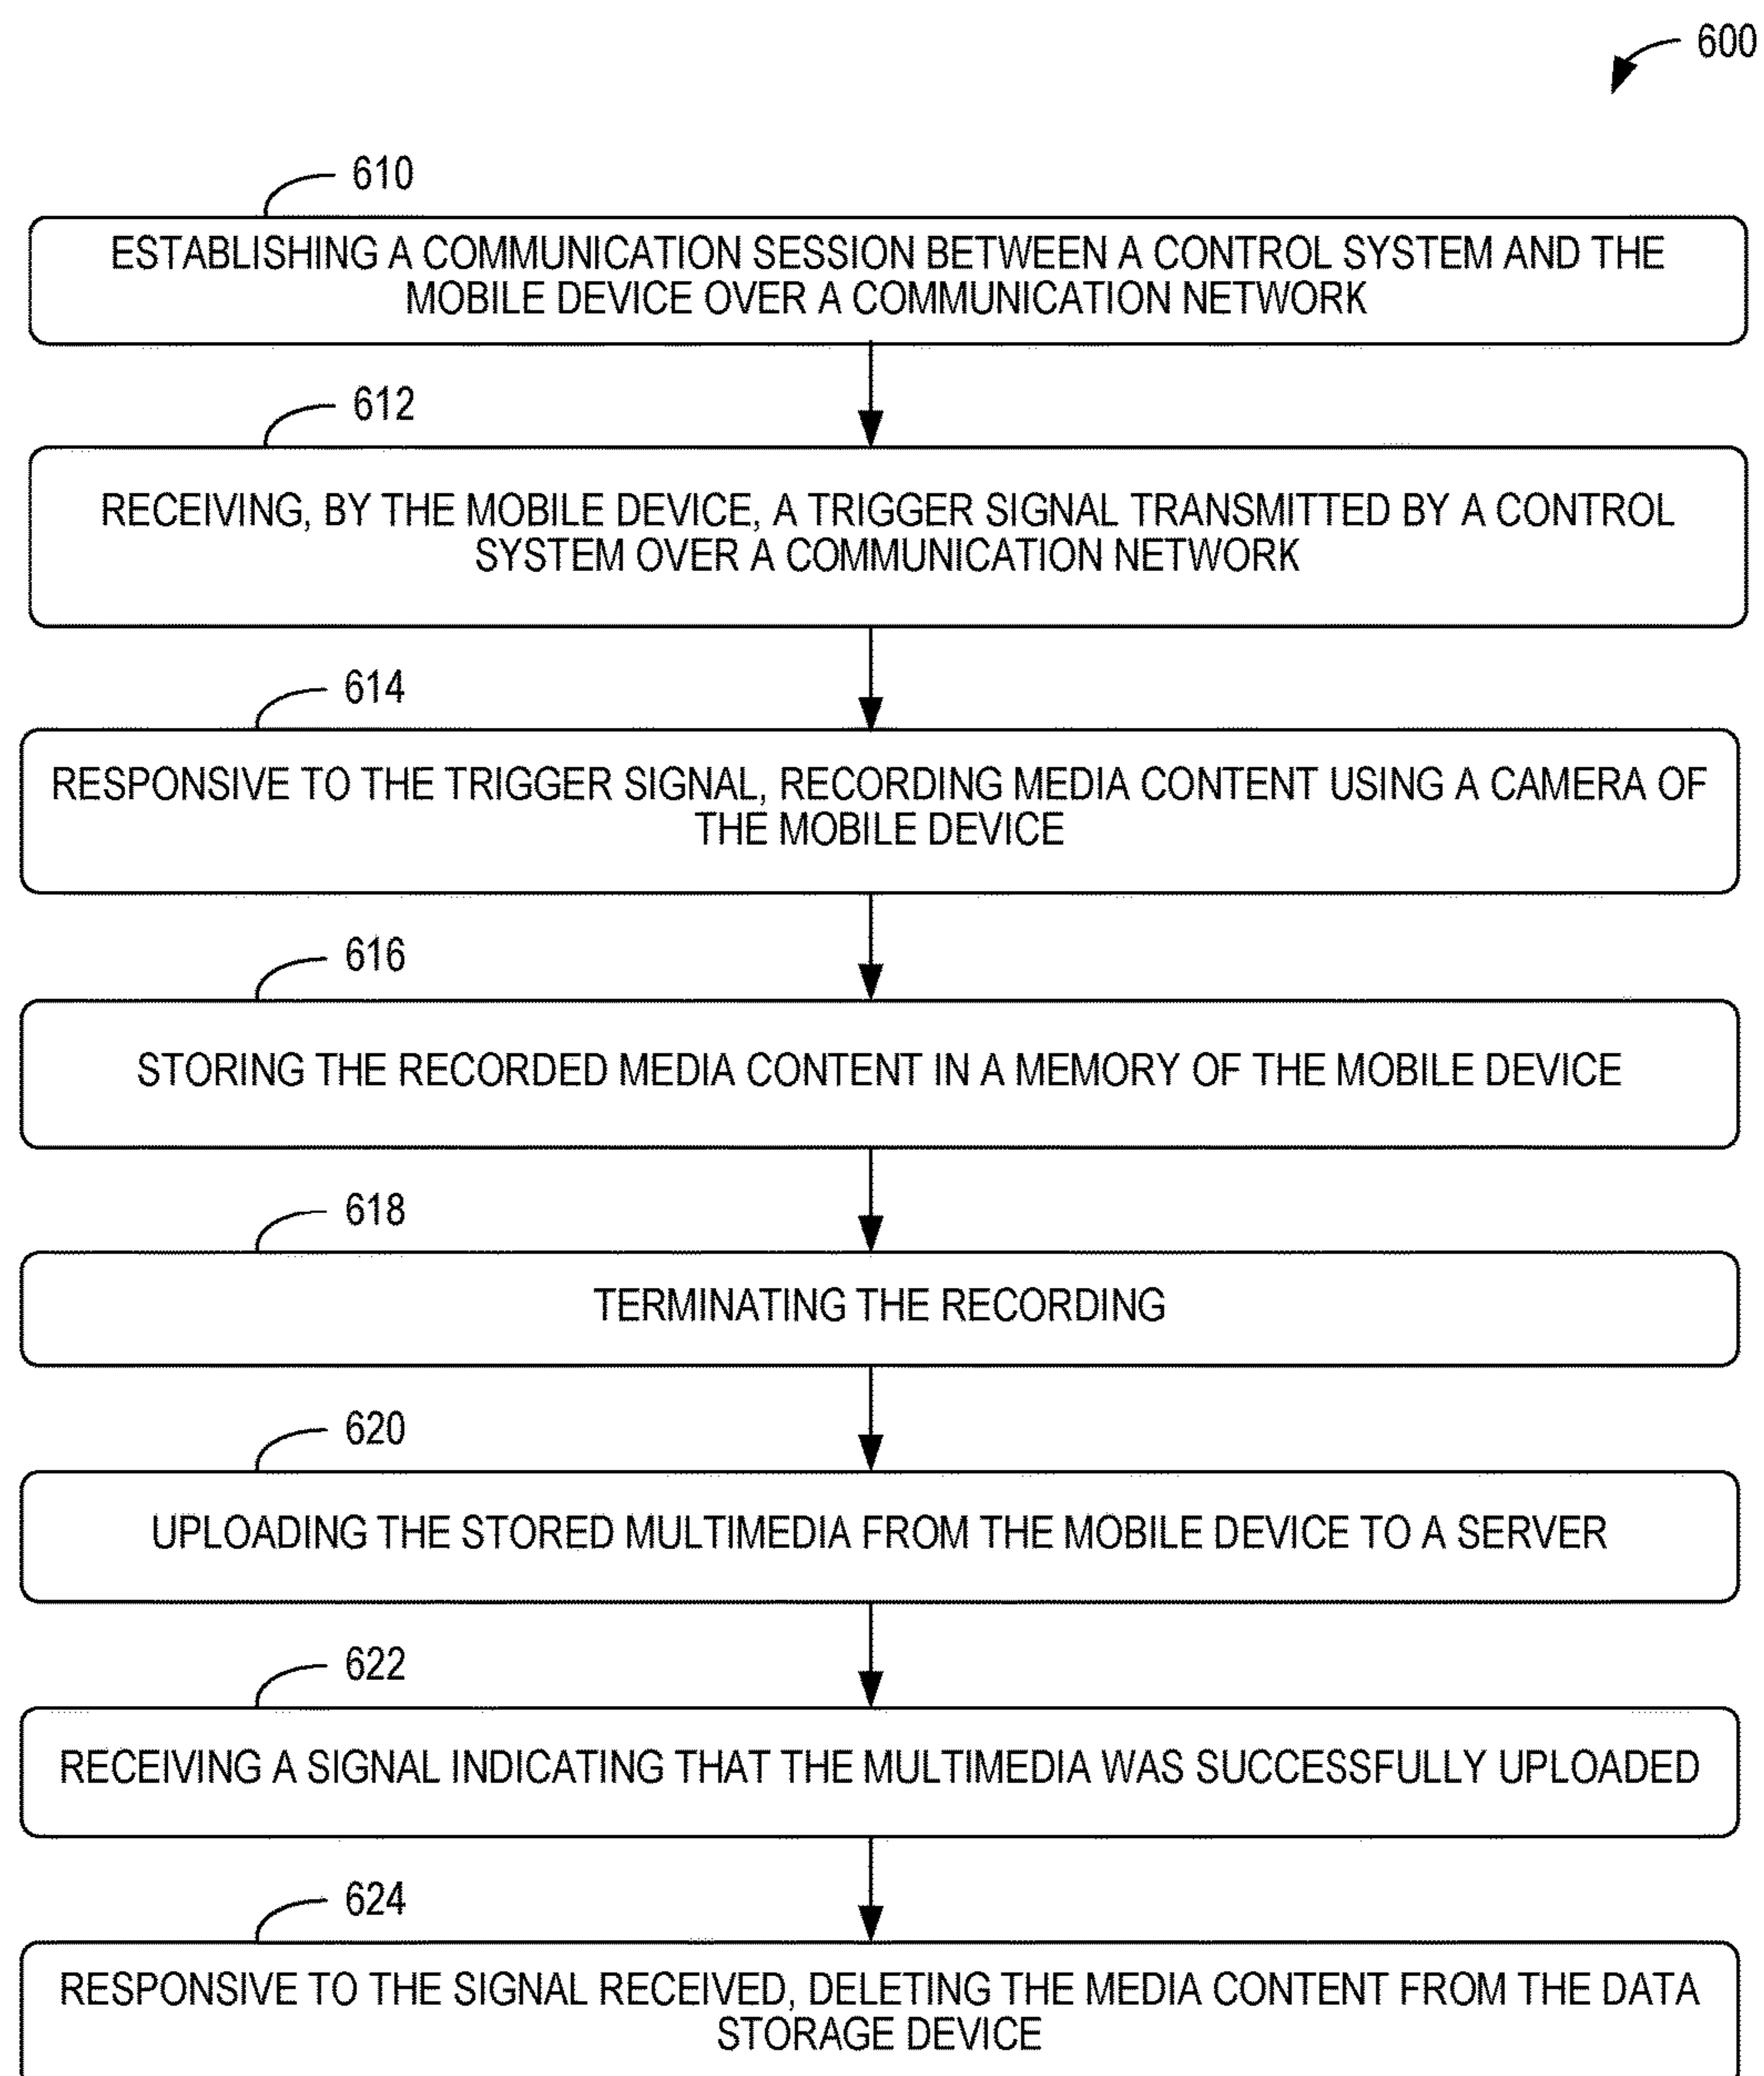 600
610
ESTABLISHING A COMMUNICATION SESSION BETWEEN A CONTROL SYSTEM AND THE
MOBILE DEVICE OVER A COMMUNICATION NETWORK
612
RECEIVING, BY THE MOBILE DEVICE, A TRIGGER SIGNAL TRANSMITTED BY A CONTROL
SYSTEM OVER A COMMUNICATION NETWORK
614
RESPONSIVE TO THE TRIGGER SIGNAL, RECORDING MEDIA CONTENT USING A CAMERA OF
THE MOBILE DEVICE
616
STORING THE RECORDED MEDIA CONTENT IN A MEMORY OF THE MOBILE DEVICE
618
TERMINATING THE RECORDING
620
UPLOADING THE STORED MULTIMEDIA FROM THE MOBILE DEVICE TO A SERVER
622
RECEIVING A SIGNAL INDICATING THAT THE MULTIMEDIA WAS SUCCESSFULLY UPLOADED
624
RESPONSIVE TO THE SIGNAL RECEIVED, DELETING THE MEDIA CONTENT FROM THE DATA
STORAGE DEVICE